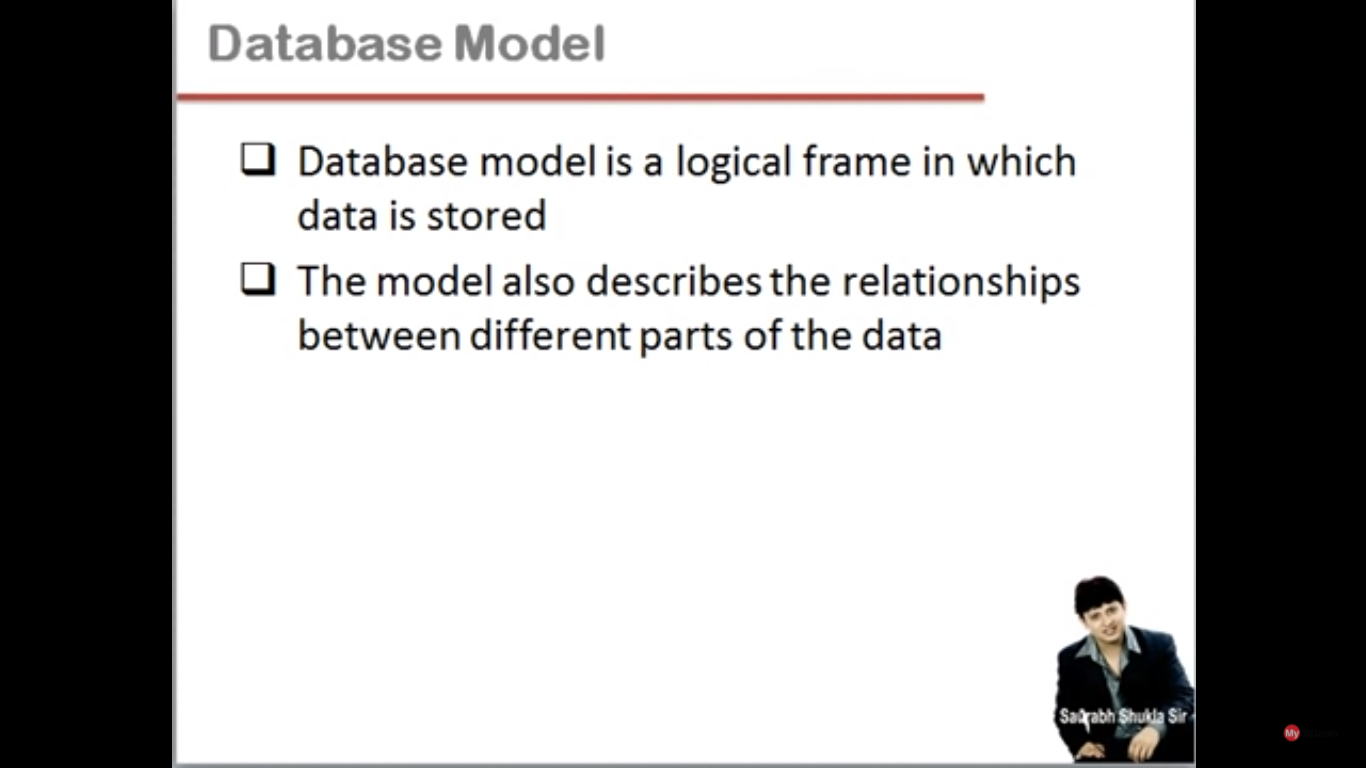 Database Model
Database model is a logical frame in which
data is stored
The model also describes the relationships
between different parts of the data
Saurabh Shukla Sir
My